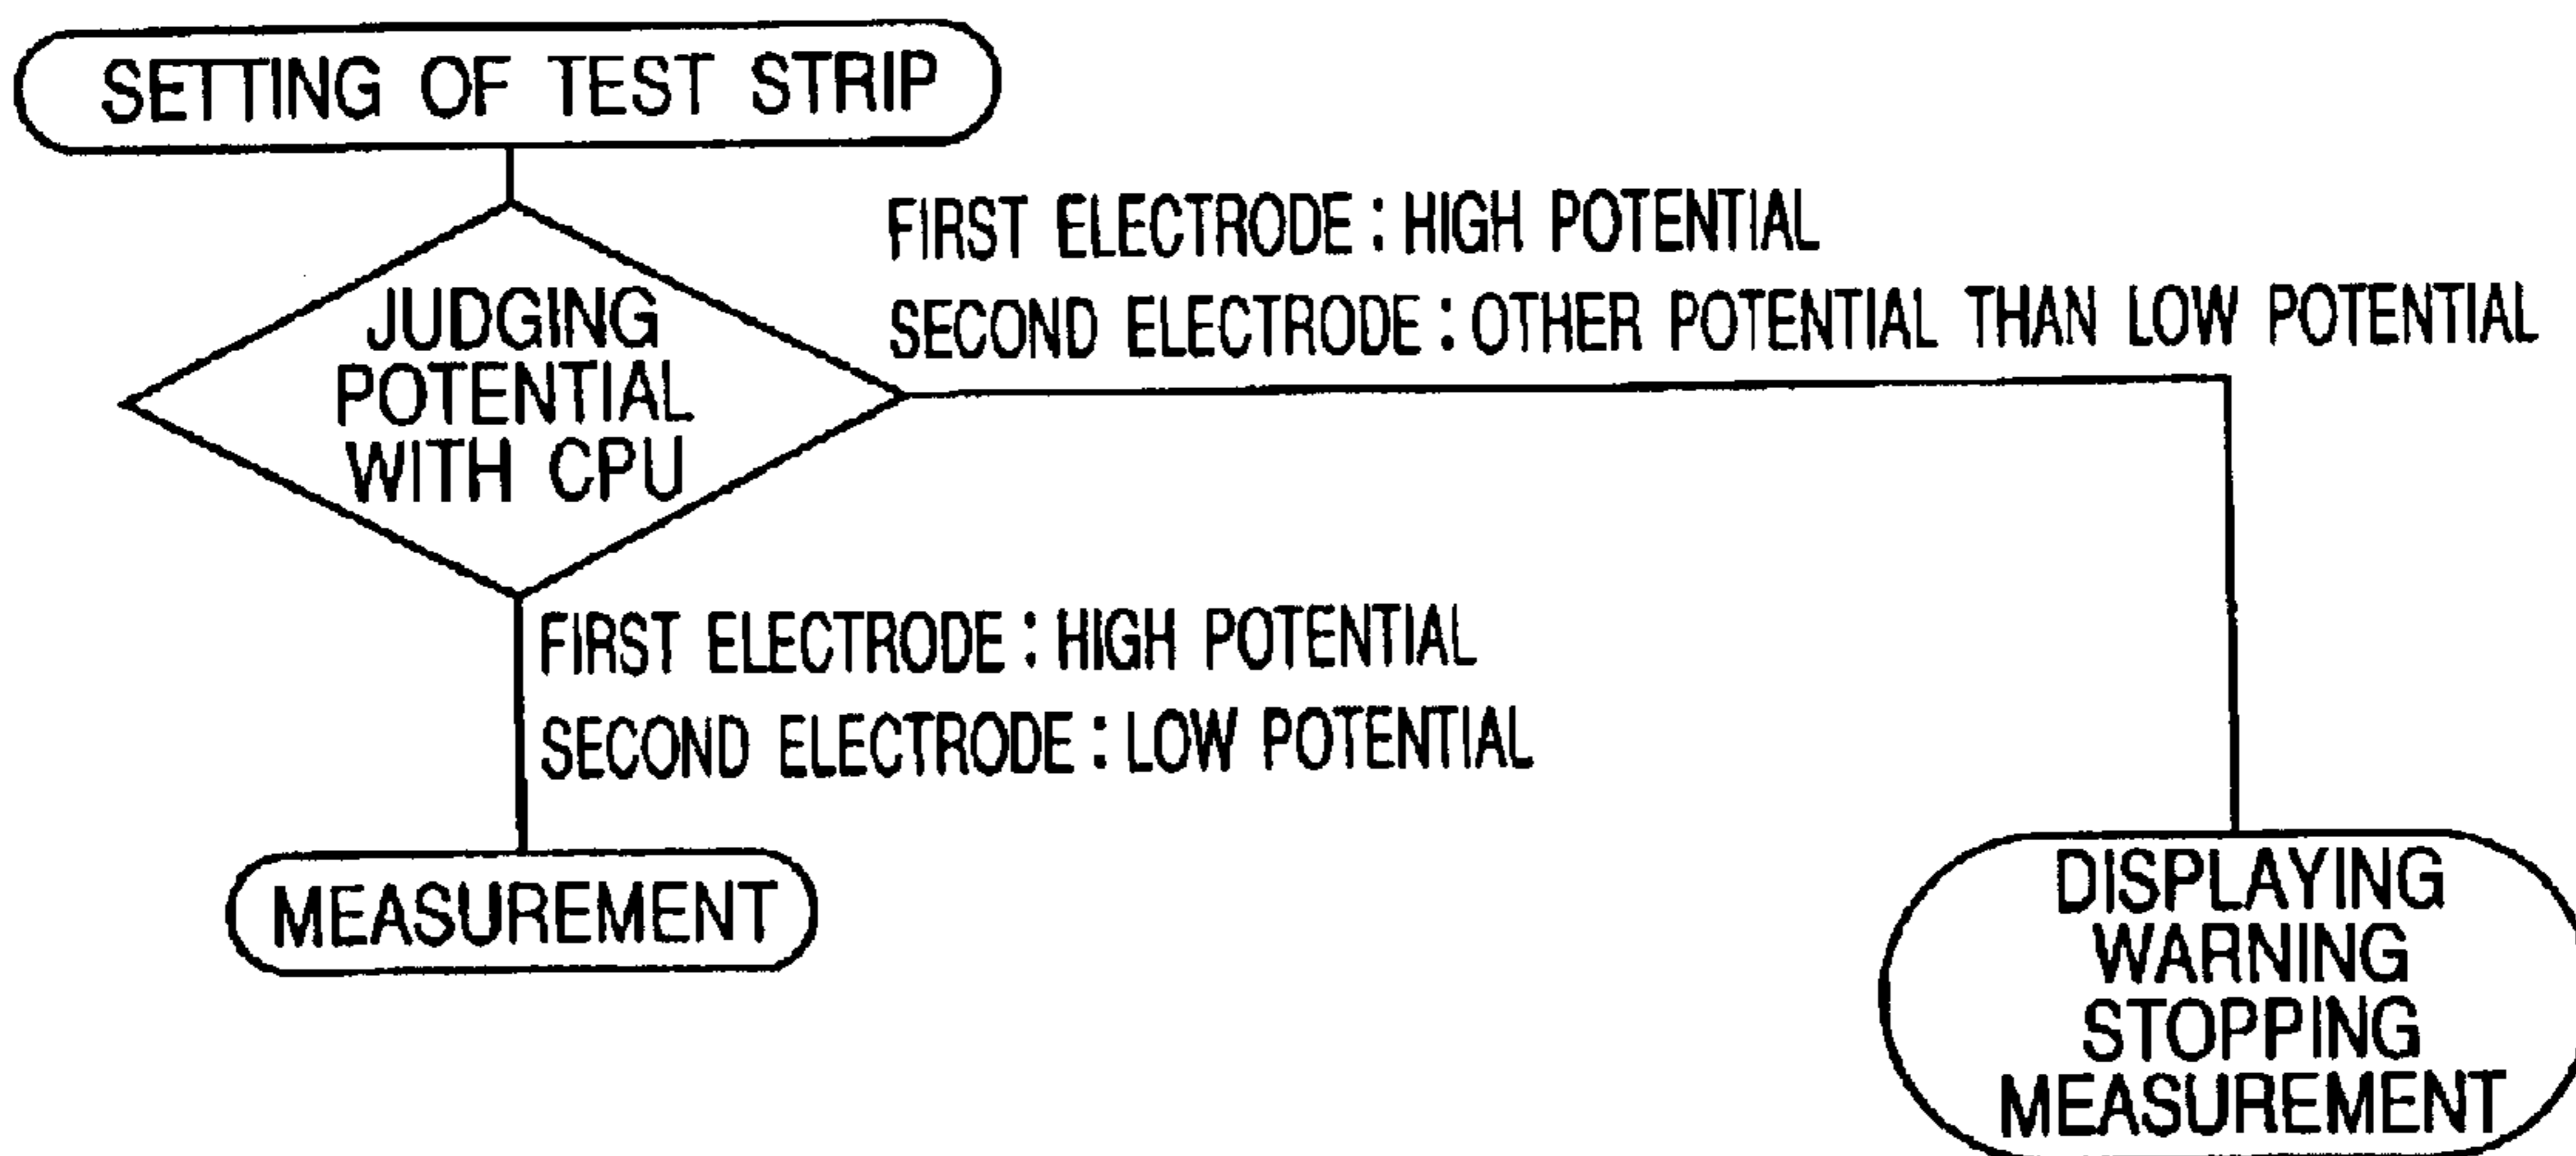 SETTING OF TEST STRIP
FIRST ELECTRODE : HIGH POTENTIAL
SECOND ELECTRODE : OTHER POTENTIAL THAN LOW POTENTIAL
JUDGING
POTENTIAL
WITH CPU
FIRST ELECTRODE : HIGH POTENTIAL
SECOND ELECTRODE : LOW POTENTIAL
MEASUREMENT
DISPLAYING
WARNING
STOPPING
MEASUREMENT